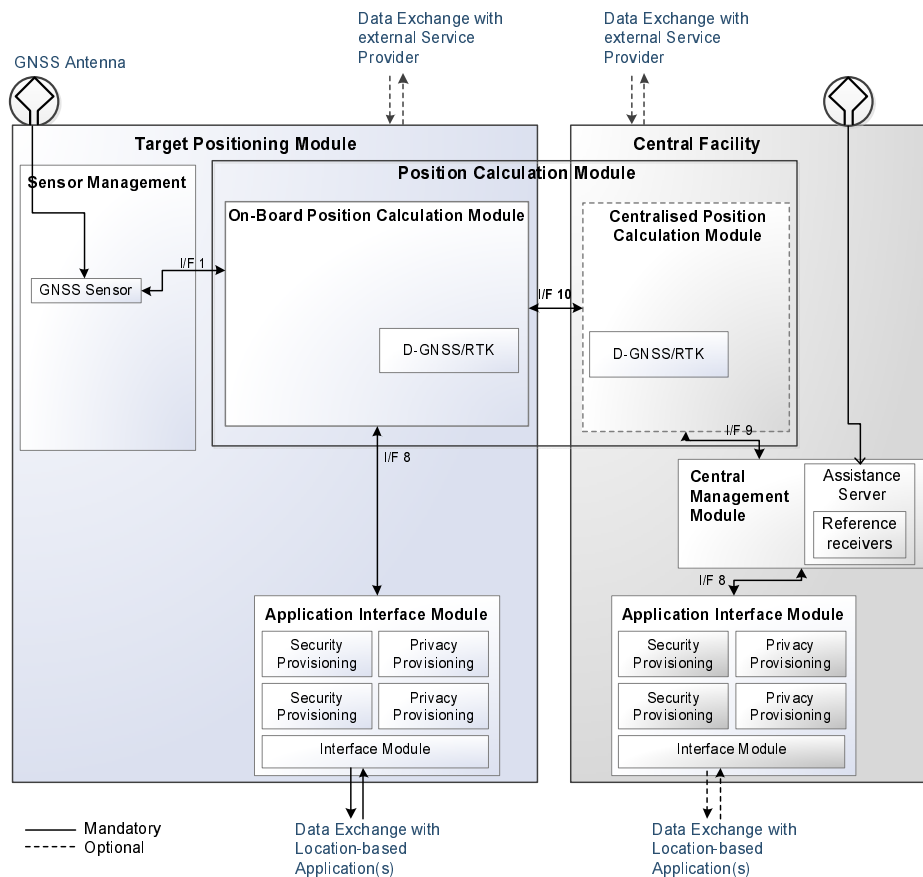 Data Exchange with
external Service
Provider
Data Exchange with
external Service
Provider
GNSS Antenna
Target Positioning Module
Central Facility
Position Calculation Module
Sensor Management
On-Board Position Calculation Module
Centralised Position
Calculation Module
I/F 1
GNSS Sensor
I/F 10
D-GNSS/RTK
D-GNSS/RTK
I/F 9
I/F 8
Central
Management
Module
Assistance
Server
Reference
receivers
I/F 8
Application Interface Module
Security
Provisioning
Privacy
Provisioning
Security
Provisioning
Privacy
Provisioning
Interface Module
Application Interface Module
Security
Provisioning
Privacy
Provisioning
Security
Provisioning
Privacy
Provisioning
Interface Module
Mandatory
Optional
Data Exchange with
Location-based
Application(s)
Data Exchange with
Location-based
Application(s)